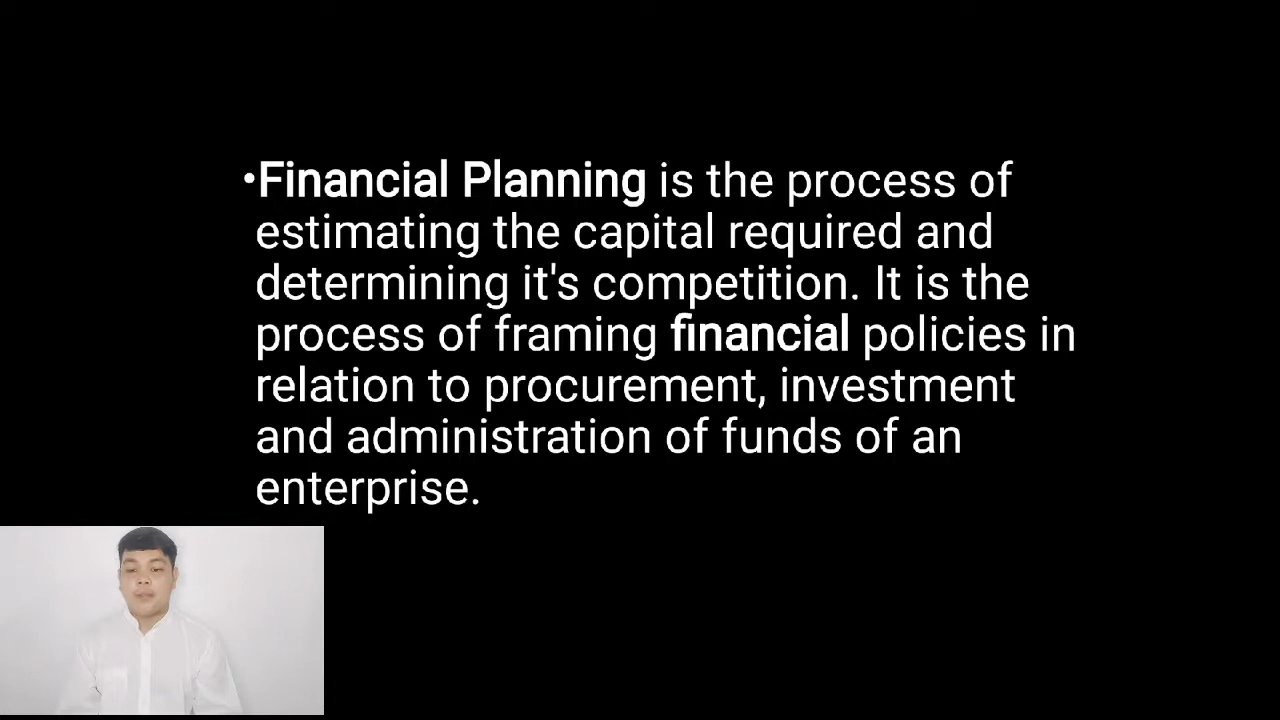 •Financial Planning is the process of
estimating the capital required and
determining it's competition. It is the
process of framing financial policies in
relation to procurement, investment
and administration of funds of an
enterprise.